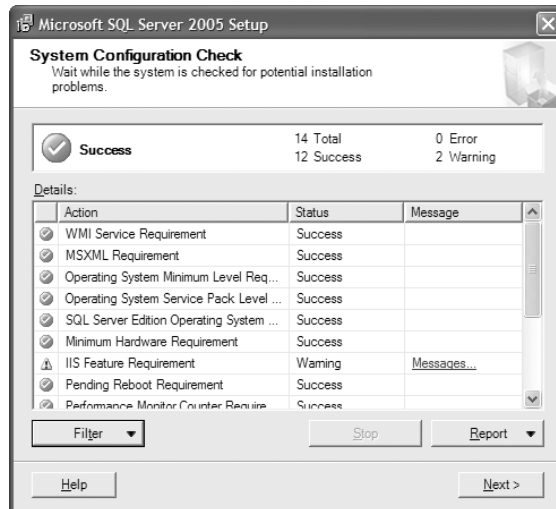 Microsoft SQL Server 2005 Setup
System Configuration Check
Wait while the system is checked for potential installation
problems.
Success
14 Total
0 Error
12 Success
2 Warning
Details:
Action Status Message
WMI Service Requirement Success
MSXML Requirement Success
Operating System Minimum Level Req... Success
Operating System Service Pack Level ... Success
SQL Server Edition Operating System ... Success
Minimum Hardware Requirement Success
IIS Feature Requirement Warning Messages...
Pending Reboot Requirement Success
Performance Monitor Counter Require Success
Filter Stop Report
Help Next >